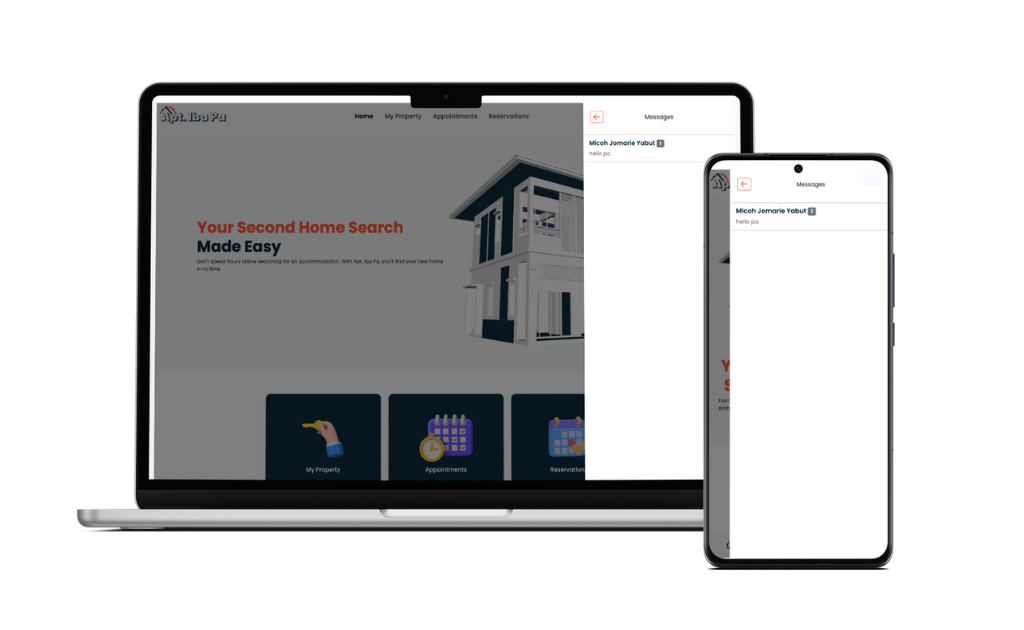 Apt. Iba Pa
Home My Property Appointments Reservations
Messages
Micoh Jomarie Yabut 1
hello po
Your Second Home Search
Made Easy
Don't spend hours online searching for an accommodation. With Apt. Iba Pa, you'll find your new home
in no time
My Property
Appointments
Reservation
Ap
Messages
Micoh Jomarie Yabut 1
hello po
Y
S
Don'
With